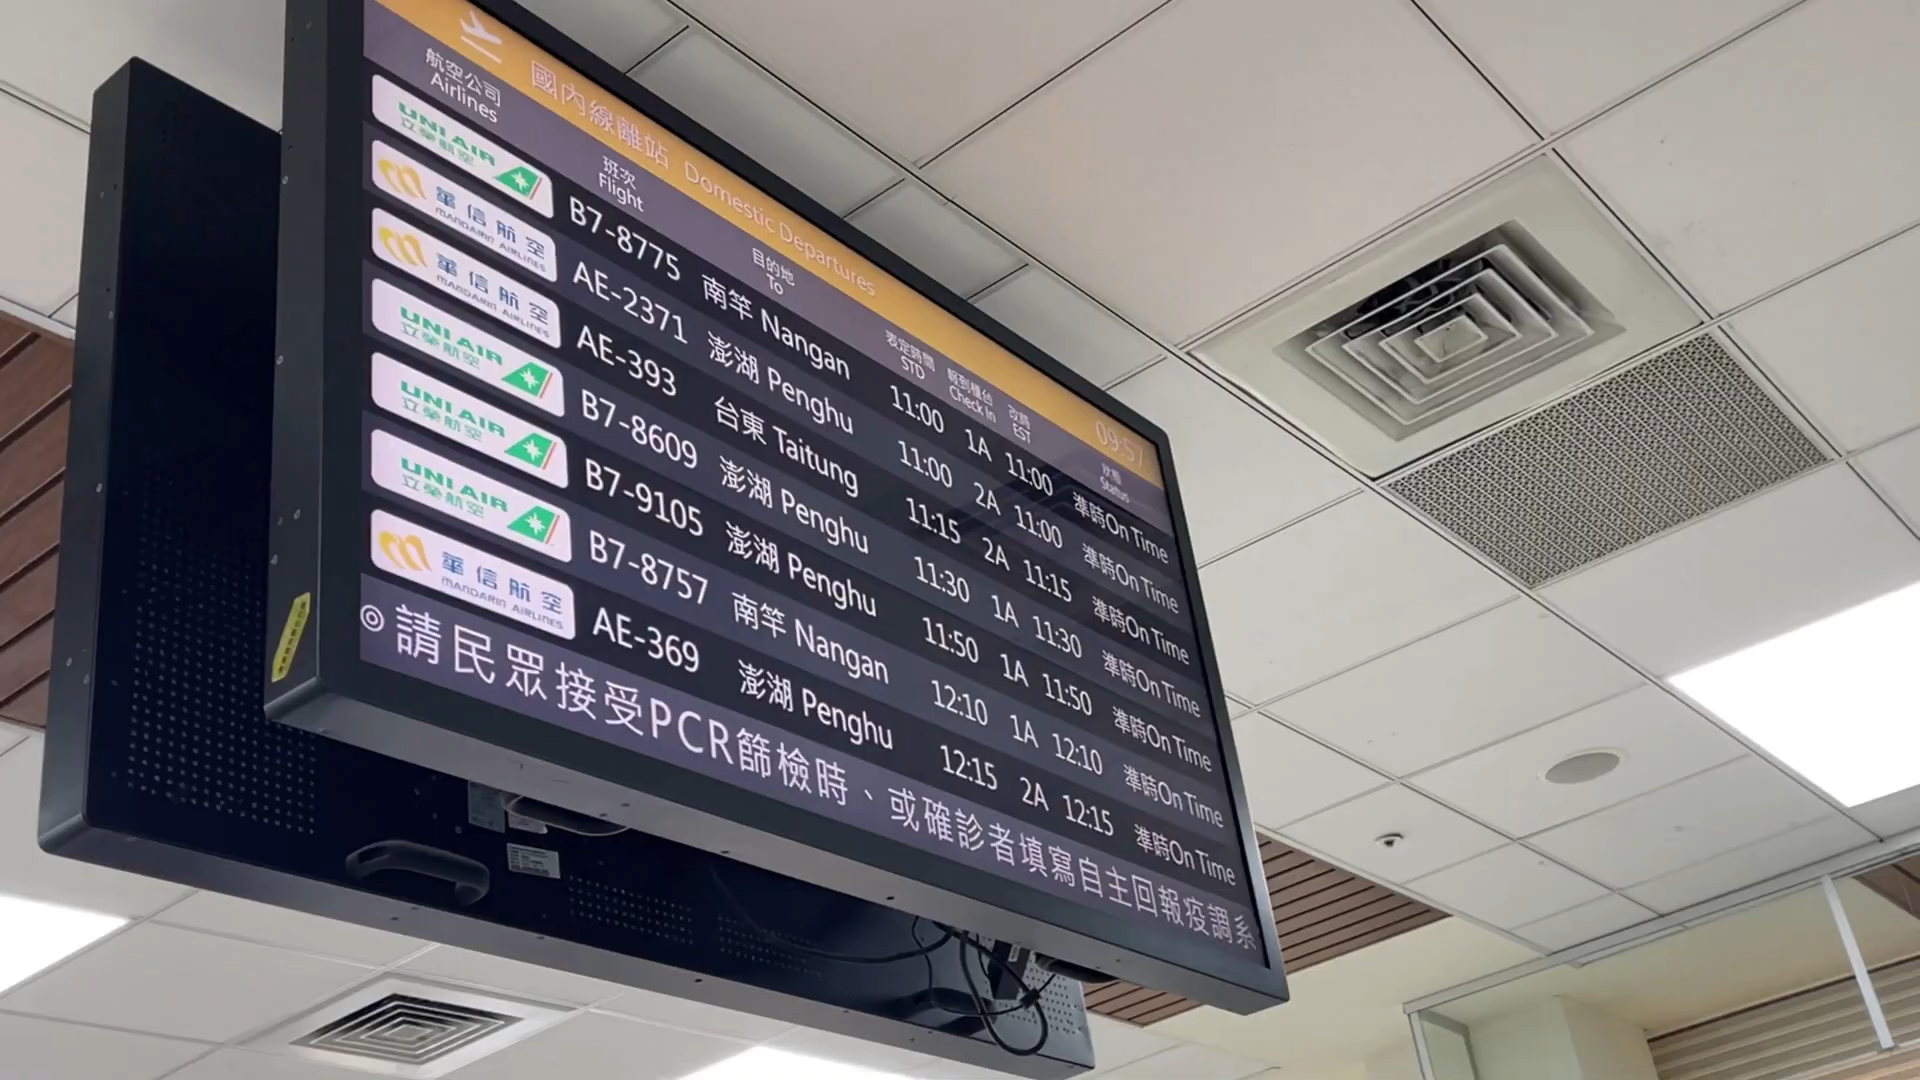 國內線離站 Domestic Departures 09:57
航空公司 班次 目的地 表定時間 報到櫃台 改時 狀態
Airlines Flight To STD Check In EST Status
UNI AIR 立榮航空 B7-8775 南竿 Nangan 11:00 1A 11:00 準時On Time
華信航空 MANDARIN AIRLINES AE-2371 澎湖 Penghu 11:00 2A 11:00 準時On Time
華信航空 MANDARIN AIRLINES AE-393 台東 Taitung 11:15 2A 11:15 準時On Time
UNI AIR 立榮航空 B7-8609 澎湖 Penghu 11:30 1A 11:30 準時On Time
UNI AIR 立榮航空 B7-9105 澎湖 Penghu 11:50 1A 11:50 準時On Time
UNI AIR 立榮航空 B7-8757 南竿 Nangan 12:10 1A 12:10 準時On Time
華信航空 MANDARIN AIRLINES AE-369 澎湖 Penghu 12:15 2A 12:15 準時On Time
◎請民眾接受PCR篩檢時、或確診者填寫自主回報疫調系